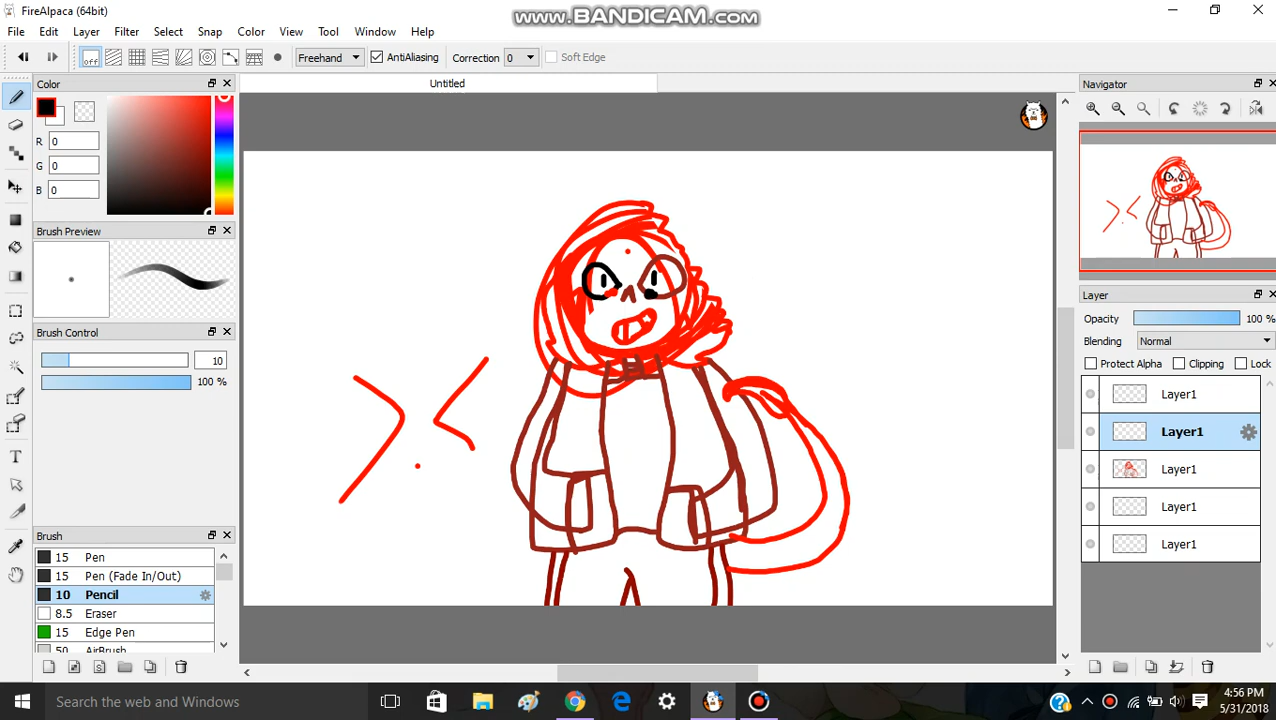 FireAlpaca (64bit)
www.BANDICAM.com
File Edit Layer Filter Select Snap Color View Tool Window Help
off Freehand AntiAliasing Correction 0 Soft Edge
Color
Untitled
Navigator
R 0
G 0
B 0
Brush Preview
Layer
Opacity 100 %
Brush Control
Blending Normal
10
Protect Alpha Clipping Lock
100 %
Layer1
Layer1
Layer1
Layer1
Layer1
Brush
15 Pen
15 Pen (Fade In/Out)
10 Pencil
8.5 Eraser
15 Edge Pen
50 AirBrush
Search the web and Windows
4:56 PM
5/31/2018